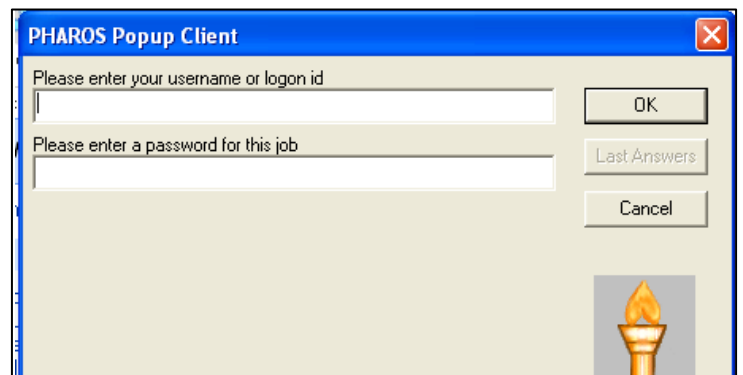 PHAROS Popup Client
Please enter your username or logon id
OK
Please enter a password for this job
Last Answers
Cancel